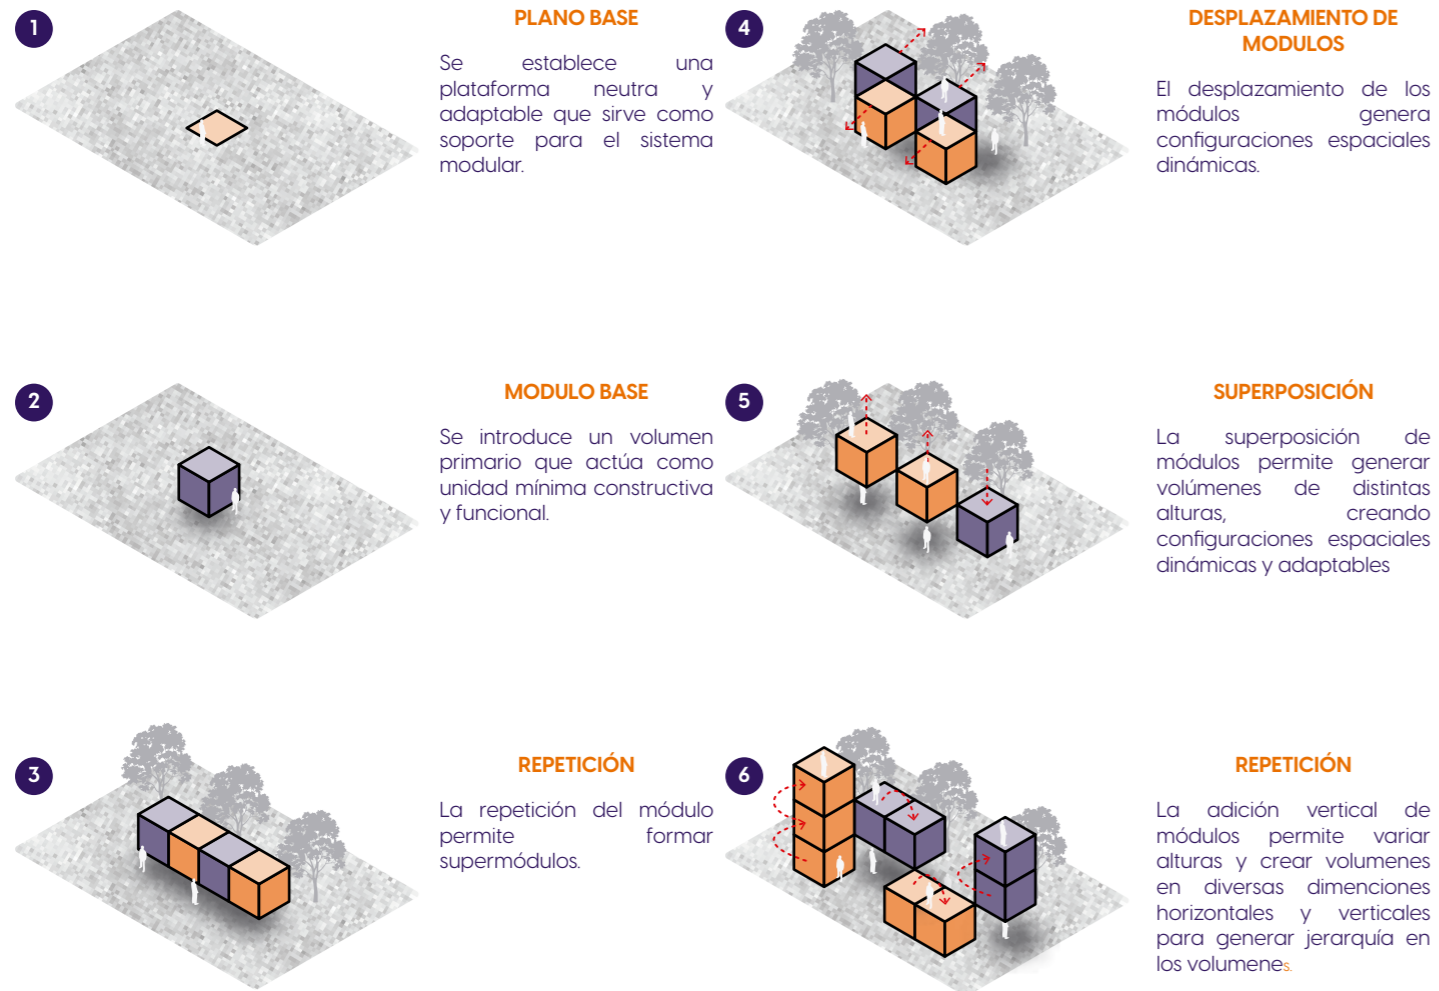 1
PLANO BASE
Se establece una
plataforma neutra y
adaptable que sirve como
soporte para el sistema
modular.
2
MODULO BASE
Se introduce un volumen
primario que actúa como
unidad mínima constructiva
y funcional.
3
REPETICIÓN
La repetición del módulo
permite formar
supermódulos.
4
DESPLAZAMIENTO DE
MODULOS
El desplazamiento de los
módulos genera
configuraciones espaciales
dinámicas.
5
SUPERPOSICIÓN
La superposición de
módulos permite generar
volúmenes de distintas
alturas, creando
configuraciones espaciales
dinámicas y adaptables
6
REPETICIÓN
La adición vertical de
módulos permite variar
alturas y crear volumenes
en diversas dimenciones
horizontales y verticales
para generar jerarquía en
los volumenes.